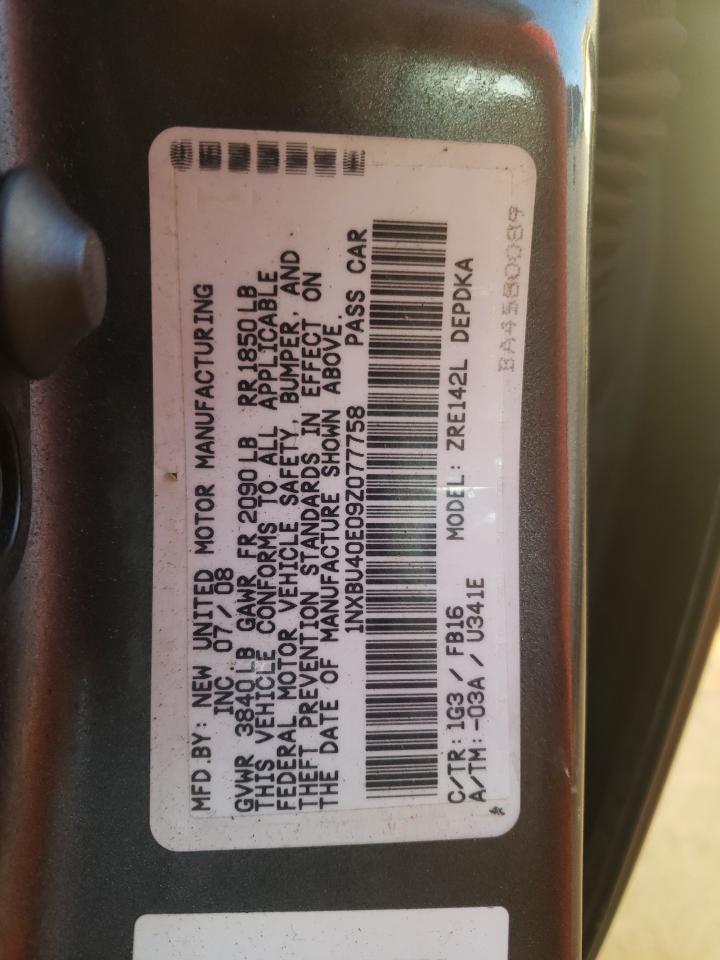 MFD.BY: NEW UNITED MOTOR MANUFACTURING
INC 07/08
GVWR 3840LB GAWR FR 2090LB RR 1850LB
THIS VEHICLE CONFORMS TO ALL APPLICABLE
FEDERAL MOTOR VEHICLE SAFETY, BUMPER, AND
THEFT PREVENTION STANDARDS IN EFFECT ON
THE DATE OF MANUFACTURE SHOWN ABOVE.
1NXBU40E09Z077758 PASS CAR
C/TR: 1G3 / FB16 MODEL: ZRE142L DEPDKA
A/TM: -03A / U341E
BA4580089